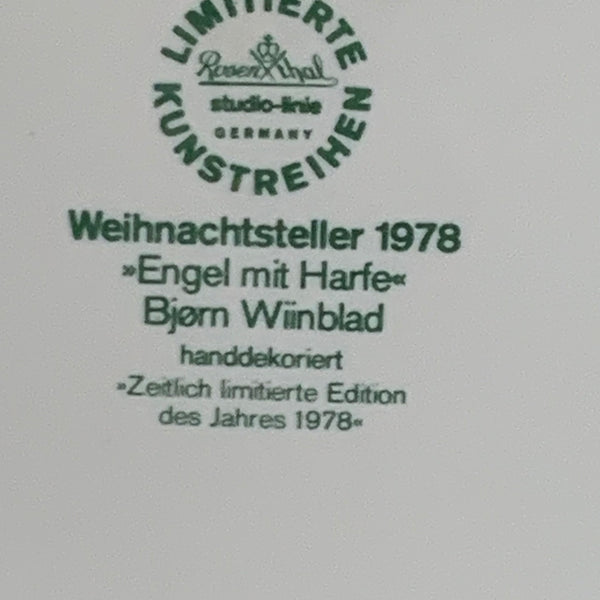 LIMITIERTE
Rosenthal
studio-linie
GERMANY
KUNSTREIHEN
Weihnachtsteller 1978
»Engel mit Harfe«
Bjørn Wiinblad
handdekoriert
»Zeitlich limitierte Edition
des Jahres 1978«